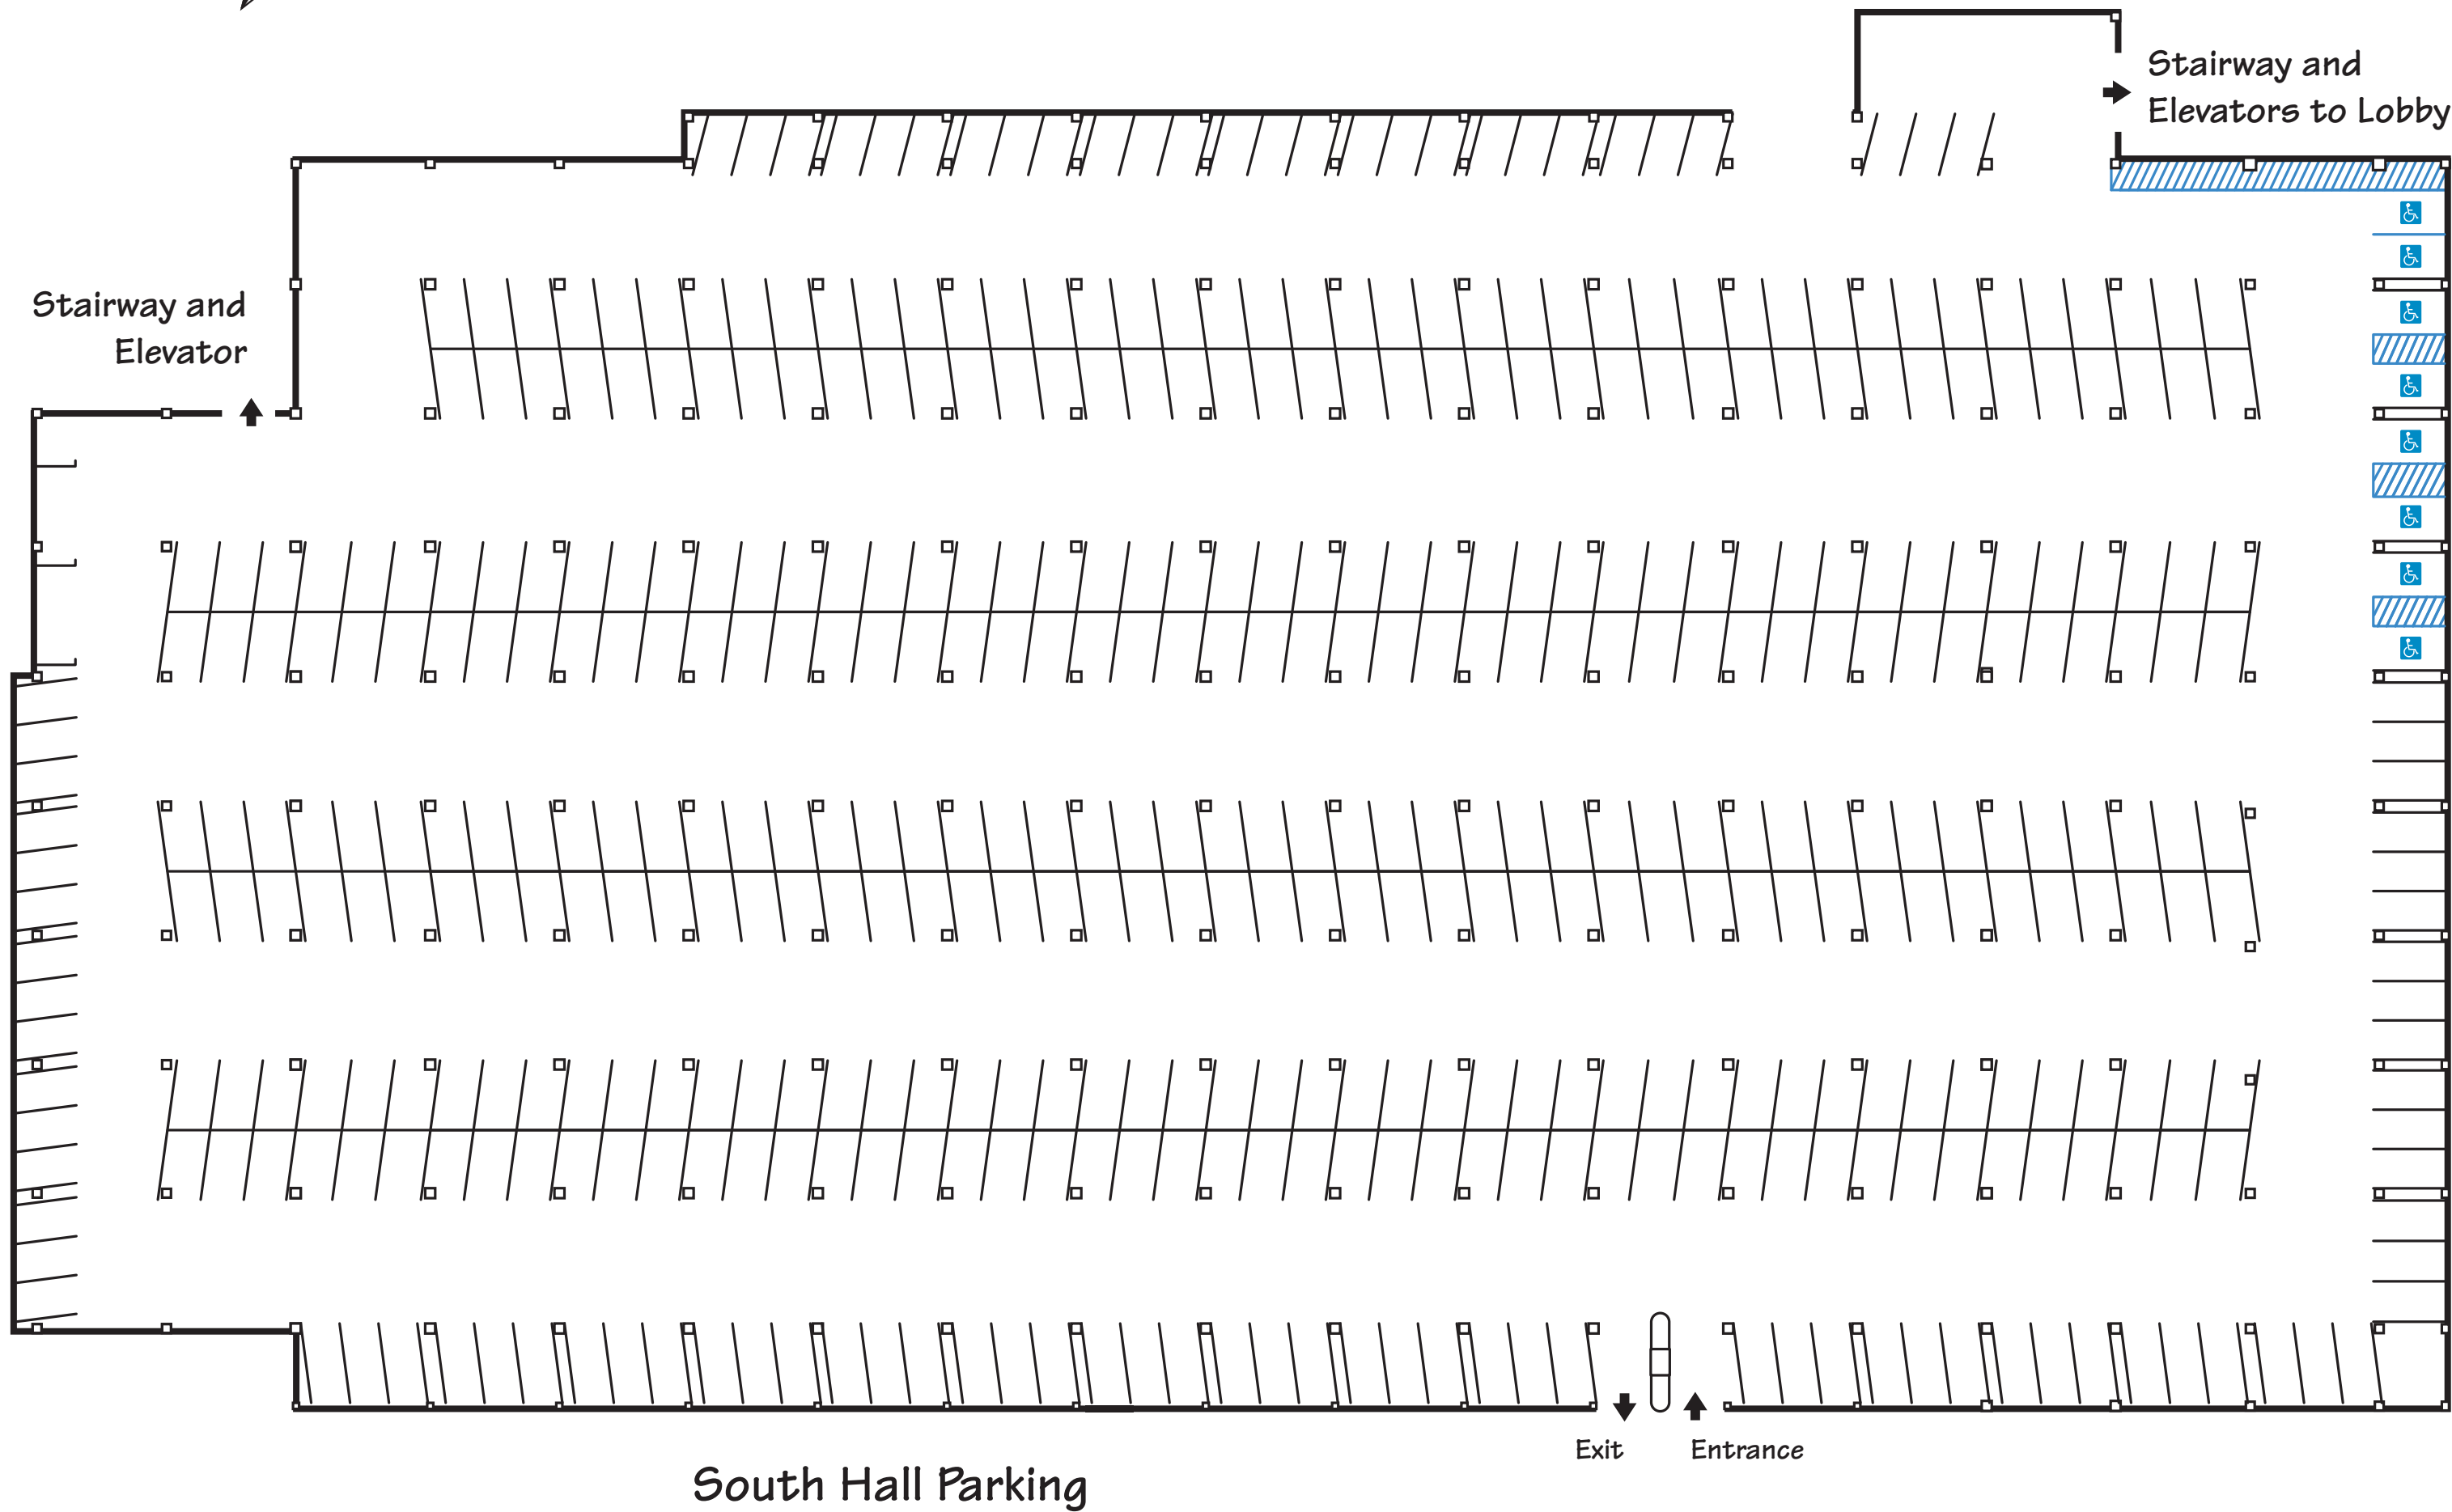 Stairway and
Elevators to Lobby
Stairway and
Elevator
Exit
Entrance
South Hall Parking